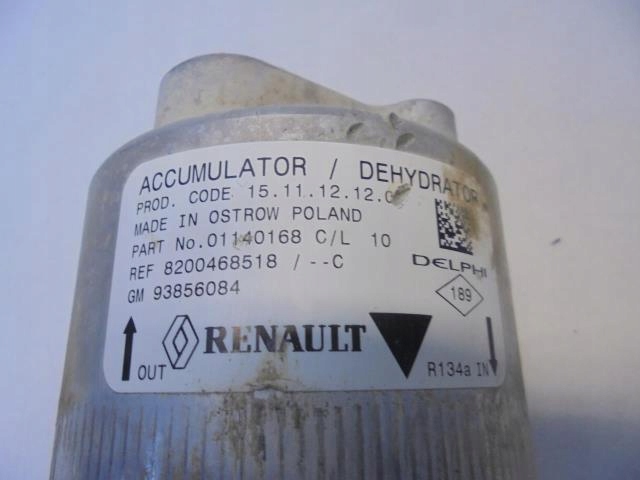 ACCUMULATOR / DEHYDRATOR
PROD. CODE 15.11.12.12.
MADE IN OSTROW POLAND
PART No.01140168 C/L 10
REF 8200468518 / --C
DELPHI
GM 93856084
189
OUT
RENAULT
R134a IN